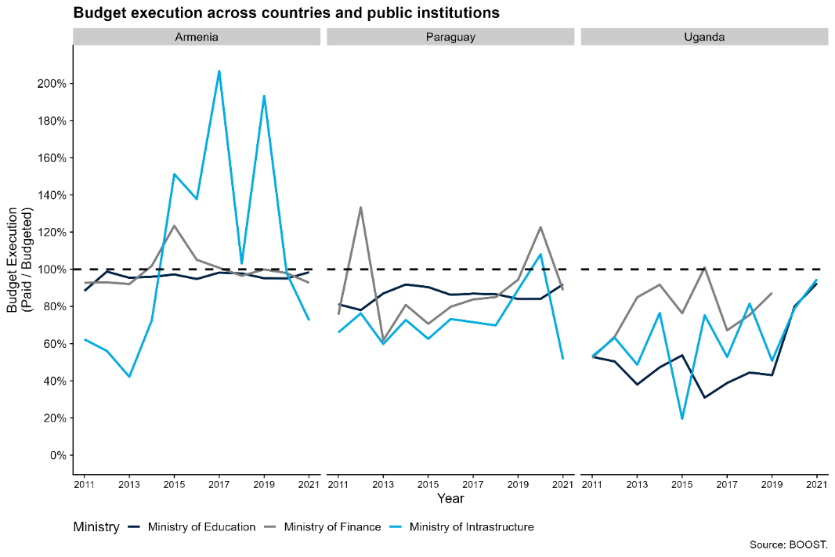 Budget execution across countries and public institutions
Armenia
Paraguay
Uganda
Budget Execution
(Paid / Budgeted)
200%
180%
160%
140%
120%
100%
80%
60%
40%
20%
0%
2011 2013 2015 2017 2019 2021
2011 2013 2015 2017 2019 2021
2011 2013 2015 2017 2019 2021
Year
Ministry Ministry of Education Ministry of Finance Ministry of Intrastructure
Source: BOOST.